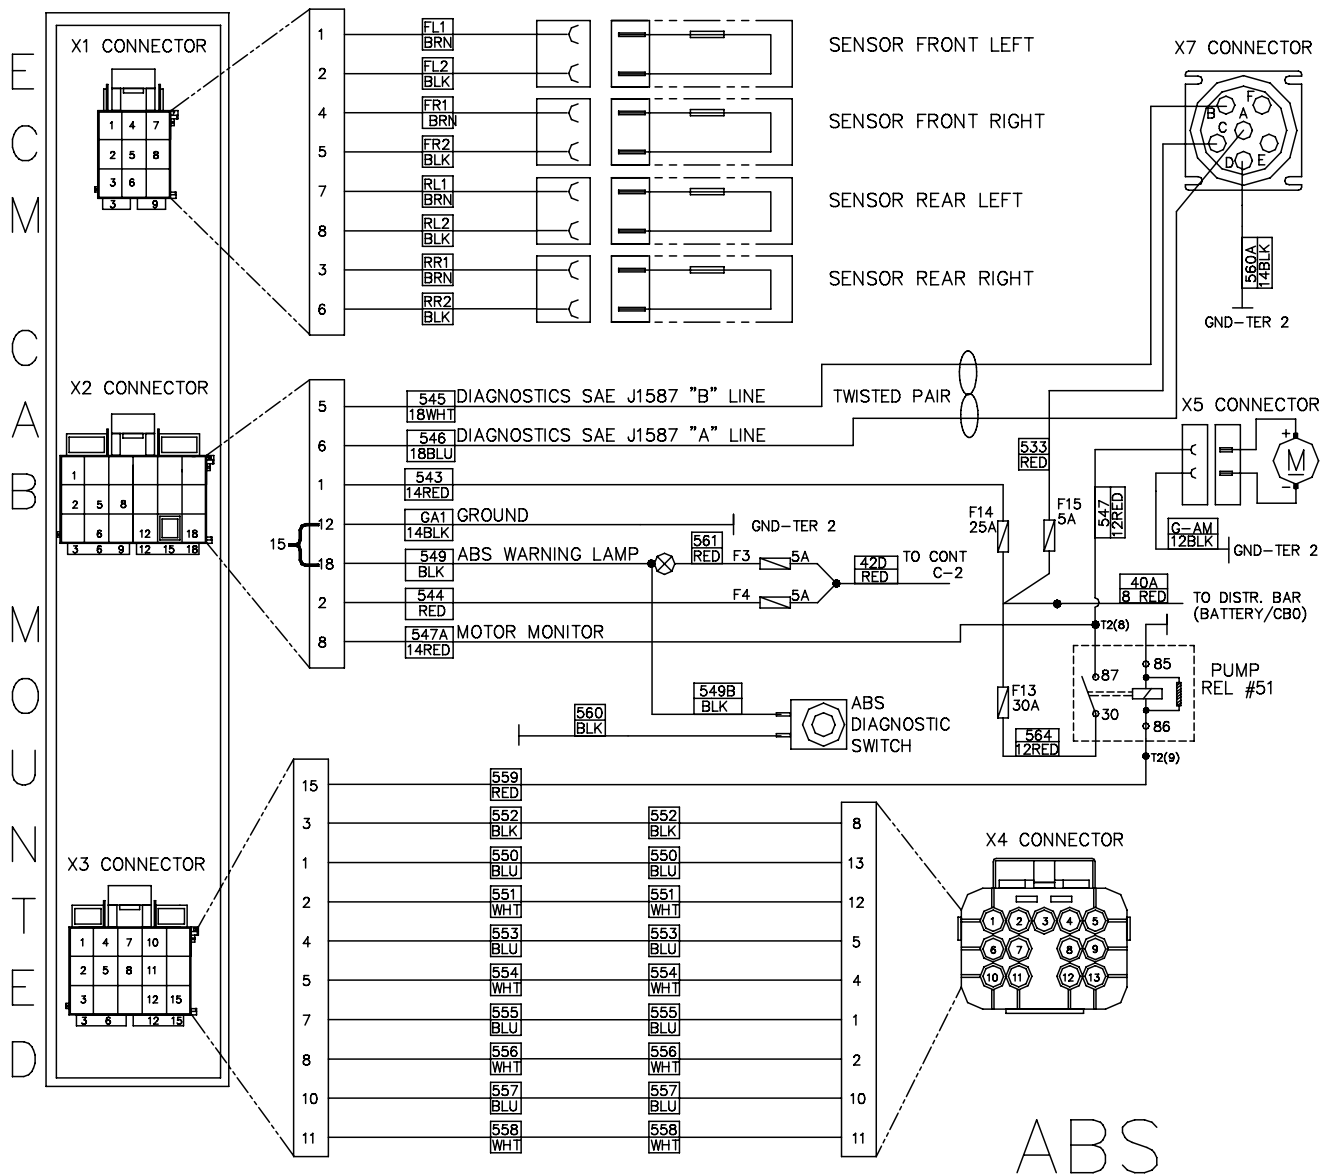 ECM CAB MOUNTED
X1 CONNECTOR
1 4 7
2 5 8
3 6
3 9
1 FL1 BRN
2 FL2 BLK
SENSOR FRONT LEFT
4 FR1 BRN
5 FR2 BLK
SENSOR FRONT RIGHT
7 RL1 BRN
8 RL2 BLK
SENSOR REAR LEFT
3 RR1 BRN
6 RR2 BLK
SENSOR REAR RIGHT
X7 CONNECTOR
B F
A
C
D E
560A
14BLK
GND-TER 2
X2 CONNECTOR
1
2 5 8
6 12 18
3 6 9 12 15 18
5 545 18WHT DIAGNOSTICS SAE J1587 "B" LINE
TWISTED PAIR
6 546 18BLU DIAGNOSTICS SAE J1587 "A" LINE
1 543 14RED
12 GA1 14BLK GROUND
GND-TER 2
15
18 549 BLK ABS WARNING LAMP
561 RED
F3 5A
2 544 RED
F4 5A
42D RED
TO CONT
C-2
8 547A 14RED MOTOR MONITOR
533
RED
F14
25A
F15
5A
547
12RED
X5 CONNECTOR
+
M
-
G-AM
12BLK
GND-TER 2
40A
8 RED
TO DISTR. BAR
(BATTERY/CBO)
T2(8)
87
85
30
86
PUMP
REL #51
F13
30A
564
12RED
T2(9)
549B
BLK
560
BLK
ABS
DIAGNOSTIC
SWITCH
X3 CONNECTOR
1 4 7 10
2 5 8 11
3 12 15
3 6 12 15
15 559 RED
3 552 BLK 552 BLK 8
1 550 BLU 550 BLU 13
2 551 WHT 551 WHT 12
4 553 BLU 553 BLU 5
5 554 WHT 554 WHT 4
7 555 BLU 555 BLU 1
8 556 WHT 556 WHT 2
10 557 BLU 557 BLU 10
11 558 WHT 558 WHT 11
X4 CONNECTOR
1 2 3 4 5
6 7 8 9
10 11 12 13
ABS